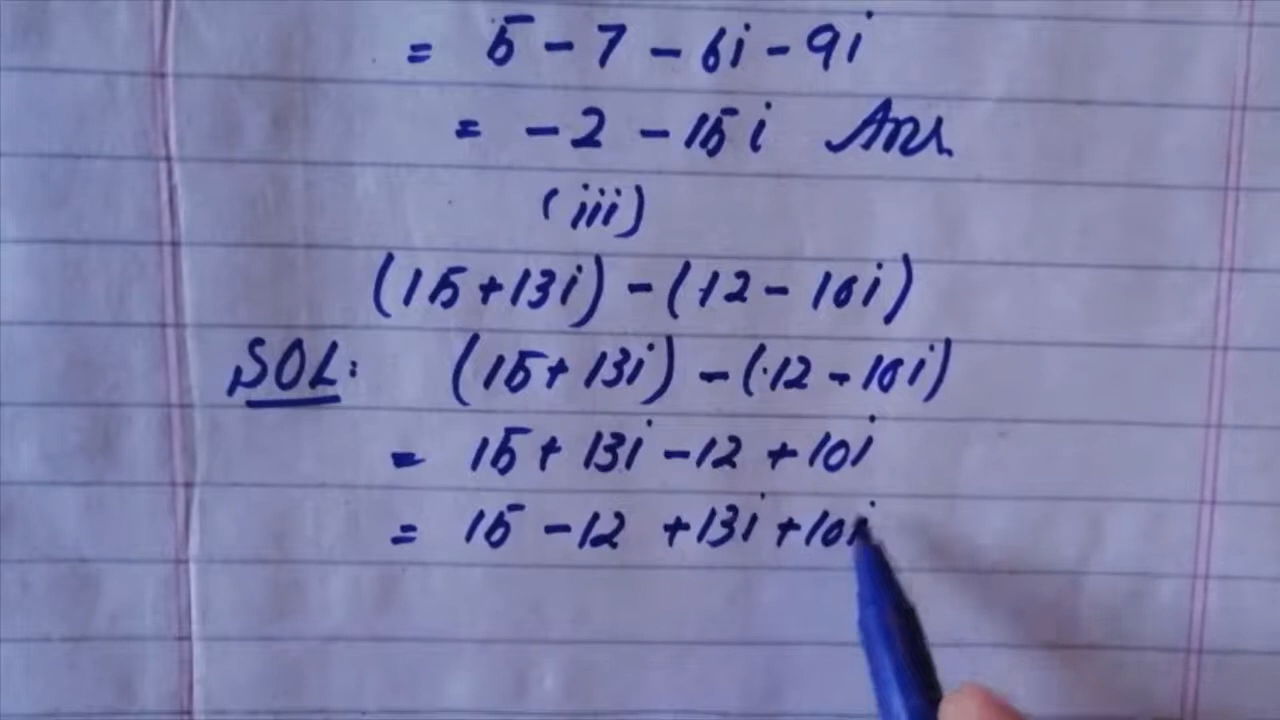 = 5 - 7 - 6i - 9i
= -2 - 15i Ans.
(iii)
(15+13i) - (12 - 10i)
SOL: (15+13i) - (12 - 10i)
= 15 + 13i - 12 + 10i
= 15 - 12 + 13i + 10i